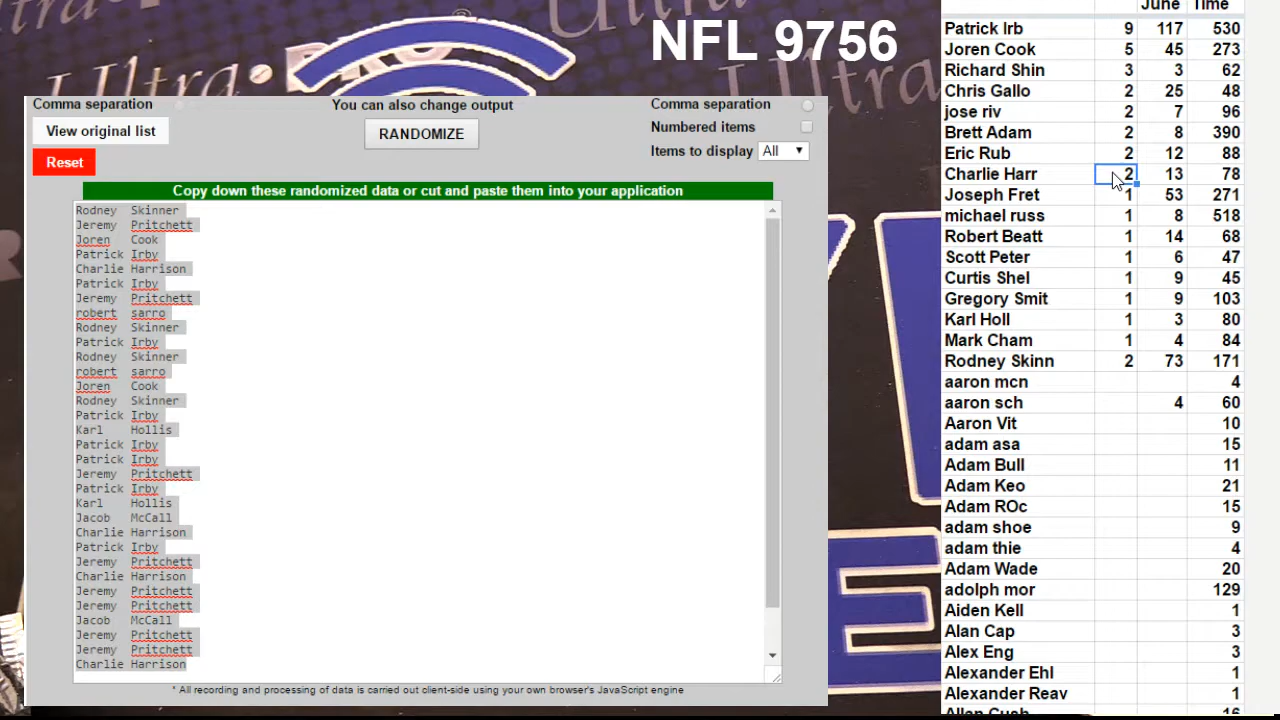 NFL 9756
Comma separation
You can also change output
Comma separation
View original list
RANDOMIZE
Numbered items
Reset
Items to display All
Copy down these randomized data or cut and paste them into your application
Rodney Skinner
Jeremy Pritchett
Joren Cook
Patrick Irby
Charlie Harrison
Patrick Irby
Jeremy Pritchett
robert sarro
Rodney Skinner
Patrick Irby
Rodney Skinner
robert sarro
Joren Cook
Rodney Skinner
Patrick Irby
Karl Hollis
Patrick Irby
Patrick Irby
Jeremy Pritchett
Patrick Irby
Karl Hollis
Jacob McCall
Charlie Harrison
Patrick Irby
Jeremy Pritchett
Charlie Harrison
Jeremy Pritchett
Jeremy Pritchett
Jacob McCall
Jeremy Pritchett
Jeremy Pritchett
Charlie Harrison
* All recording and processing of data is carried out client-side using your own browser's JavaScript engine
June Time
Patrick Irb 9 117 530
Joren Cook 5 45 273
Richard Shin 3 3 62
Chris Gallo 2 25 48
jose riv 2 7 96
Brett Adam 2 8 390
Eric Rub 2 12 88
Charlie Harr 2 13 78
Joseph Fret 1 53 271
michael russ 1 8 518
Robert Beatt 1 14 68
Scott Peter 1 6 47
Curtis Shel 1 9 45
Gregory Smit 1 9 103
Karl Holl 1 3 80
Mark Cham 1 4 84
Rodney Skinn 2 73 171
aaron mcn 4
aaron sch 4 60
Aaron Vit 10
adam asa 15
Adam Bull 11
Adam Keo 21
Adam ROc 15
adam shoe 9
adam thie 4
Adam Wade 20
adolph mor 129
Aiden Kell 1
Alan Cap 3
Alex Eng 3
Alexander Ehl 1
Alexander Reav 1
Allan Cush 16
Ultra
Ultra